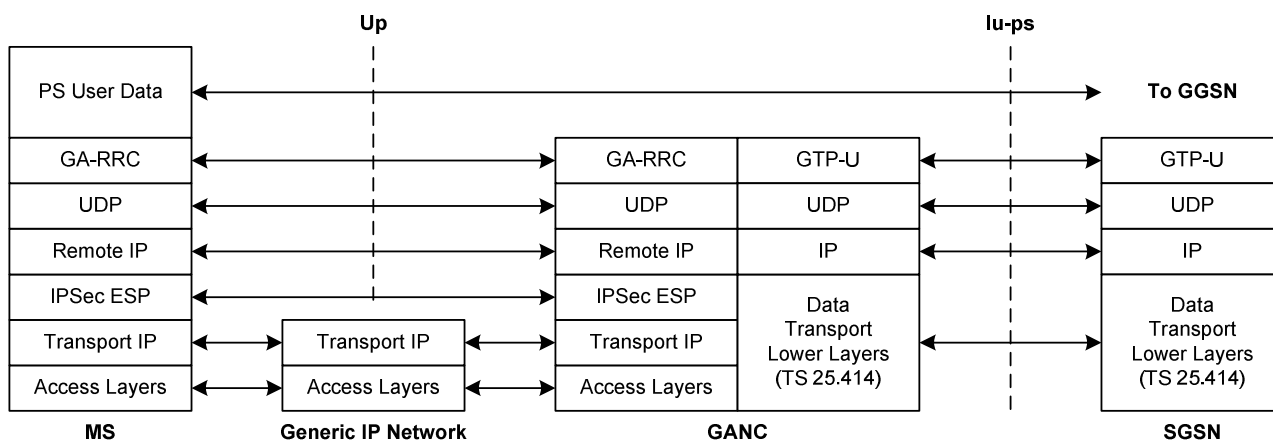 Up Iu-ps
PS User Data To GGSN
GA-RRC GA-RRC GTP-U GTP-U
UDP UDP UDP UDP
Remote IP Remote IP IP IP
IPSec ESP IPSec ESP
Data
Transport
Lower Layers
(TS 25.414)
Data
Transport
Lower Layers
(TS 25.414)
Transport IP Transport IP Transport IP
Access Layers Access Layers Access Layers
MS Generic IP Network GANC SGSN